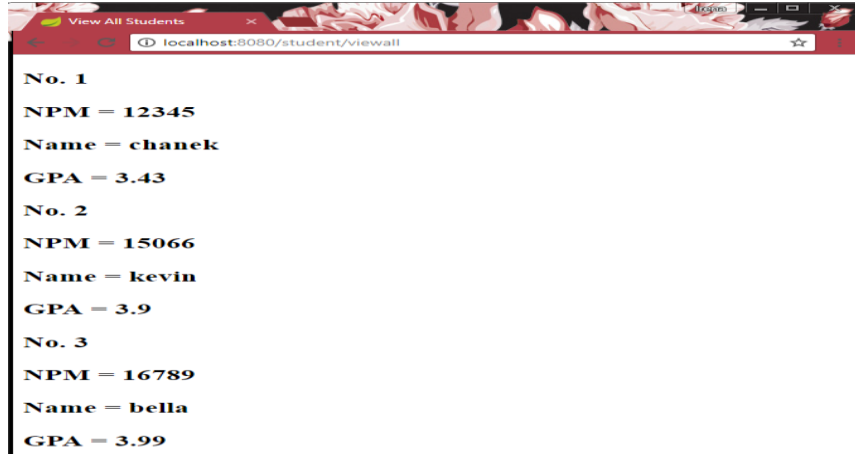 View All Students
localhost:8080/student/viewall
No. 1
NPM = 12345
Name = chanek
GPA = 3.43
No. 2
NPM = 15066
Name = kevin
GPA = 3.9
No. 3
NPM = 16789
Name = bella
GPA = 3.99